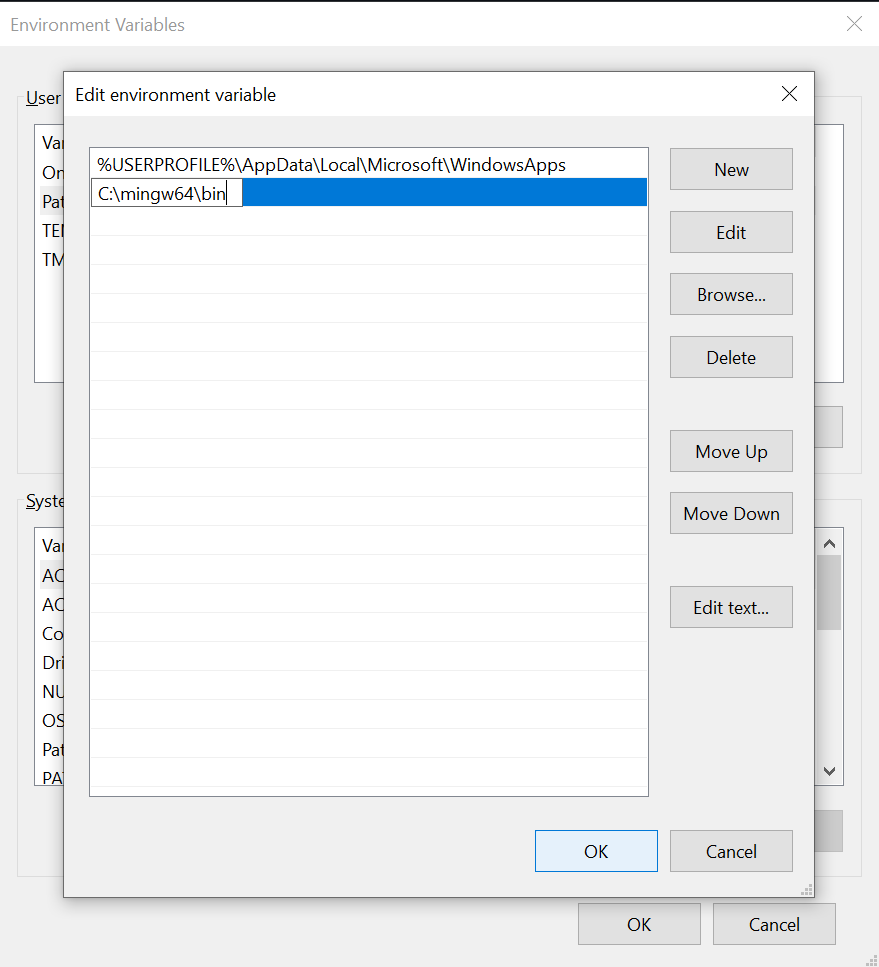 Environment Variables
User
Edit environment variable
%USERPROFILE%\AppData\Local\Microsoft\WindowsApps
C:\mingw64\bin
New
Edit
Browse...
Delete
Move Up
Move Down
Edit text...
OK
Cancel
Var
On
Pat
TEM
TM
Syste
Var
AC
AC
Co
Dri
NU
OS
Pat
PA
OK
Cancel